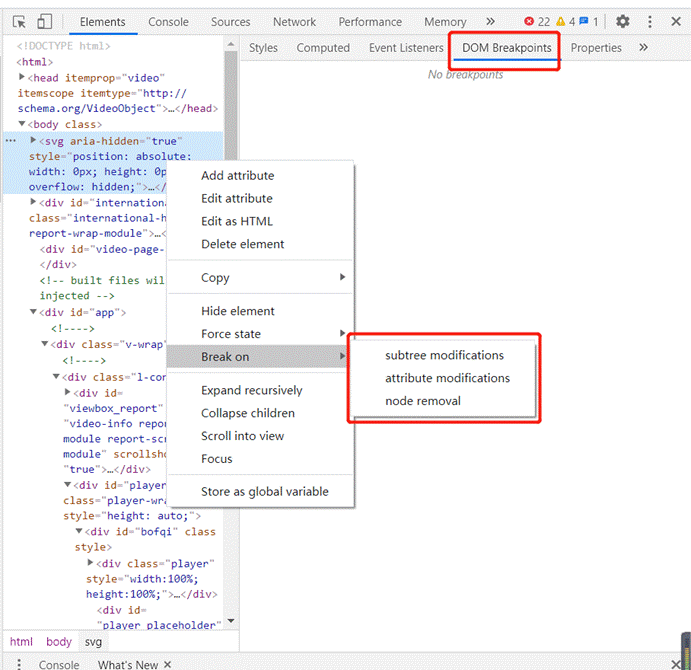 Elements Console Sources Network Performance Memory » 22 4 1
Styles Computed Event Listeners DOM Breakpoints Properties »
No breakpoints
<!DOCTYPE html>
<html>
<head itemprop="video"
itemscope itemtype="http://
schema.org/VideoObject">…</head>
<body class>
<svg aria-hidden="true"
style="position: absolute;
width: 0px; height: 0p
overflow: hidden;">…</
<div id="international
class="international-h
report-wrap-module">…
<div id="video-page-
</div>
<!-- built files wil
injected -->
<div id="app">
<!---->
<div class="v-wrap"
<!---->
<div class="l-con
<div id=
"viewbox_report"
"video-info repor
module report-scr
module" scrollsho
"true">…</div>
<div id="player
class="player-wra
style="height: auto;">
<div id="bofqi" class
style>
<div class="player"
style="width:100%;
height:100%;">…</div>
<div id=
"player placeholder"
Add attribute
Edit attribute
Edit as HTML
Delete element
Copy
Hide element
Force state
Break on
Expand recursively
Collapse children
Scroll into view
Focus
Store as global variable
subtree modifications
attribute modifications
node removal
html body svg
Console What's New ×